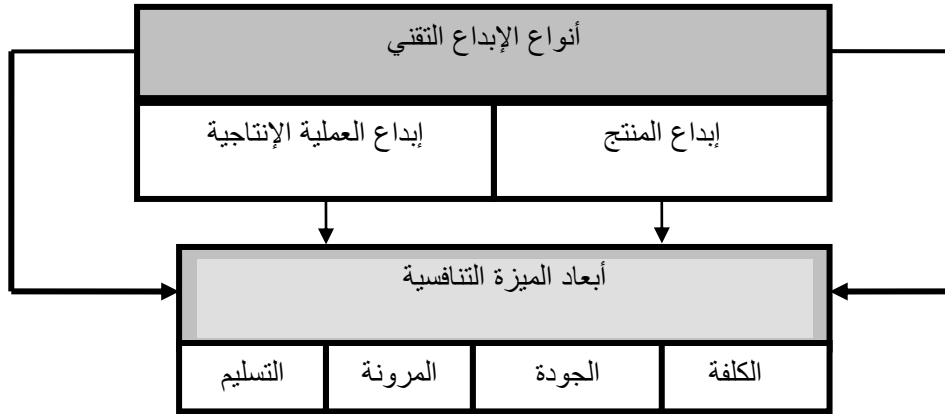 أنواع الإبداع التقني
إبداع المنتج
إبداع العملية الإنتاجية
أبعاد الميزة التنافسية
الكلفة
الجودة
المرونة
التسليم